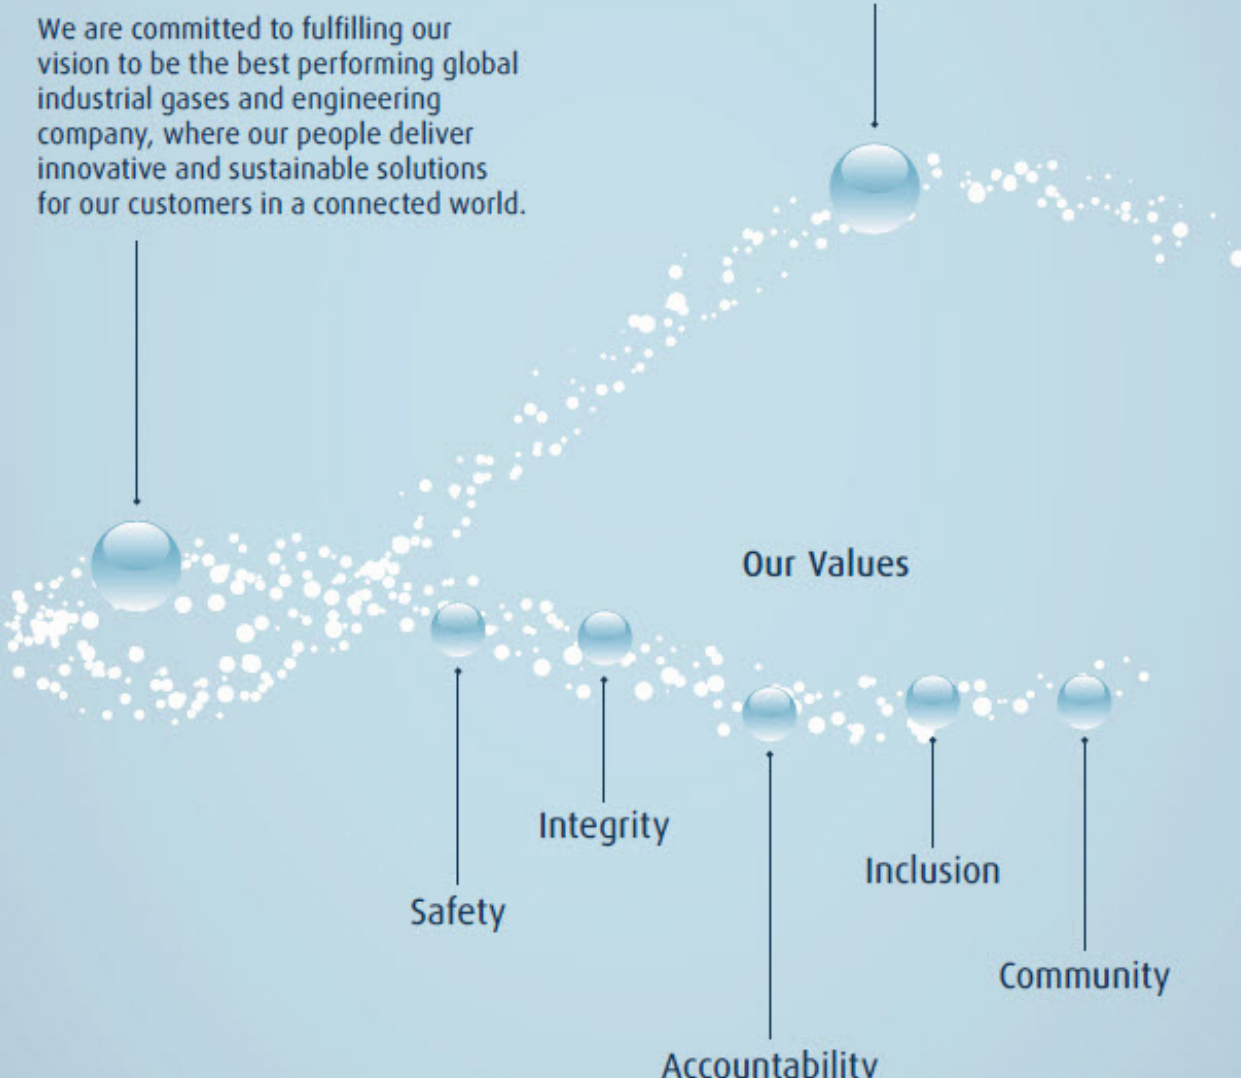 We are committed to fulfilling our
vision to be the best performing global
industrial gases and engineering
company, where our people deliver
innovative and sustainable solutions
for our customers in a connected world.
Our Values
Safety
Integrity
Accountability
Inclusion
Community